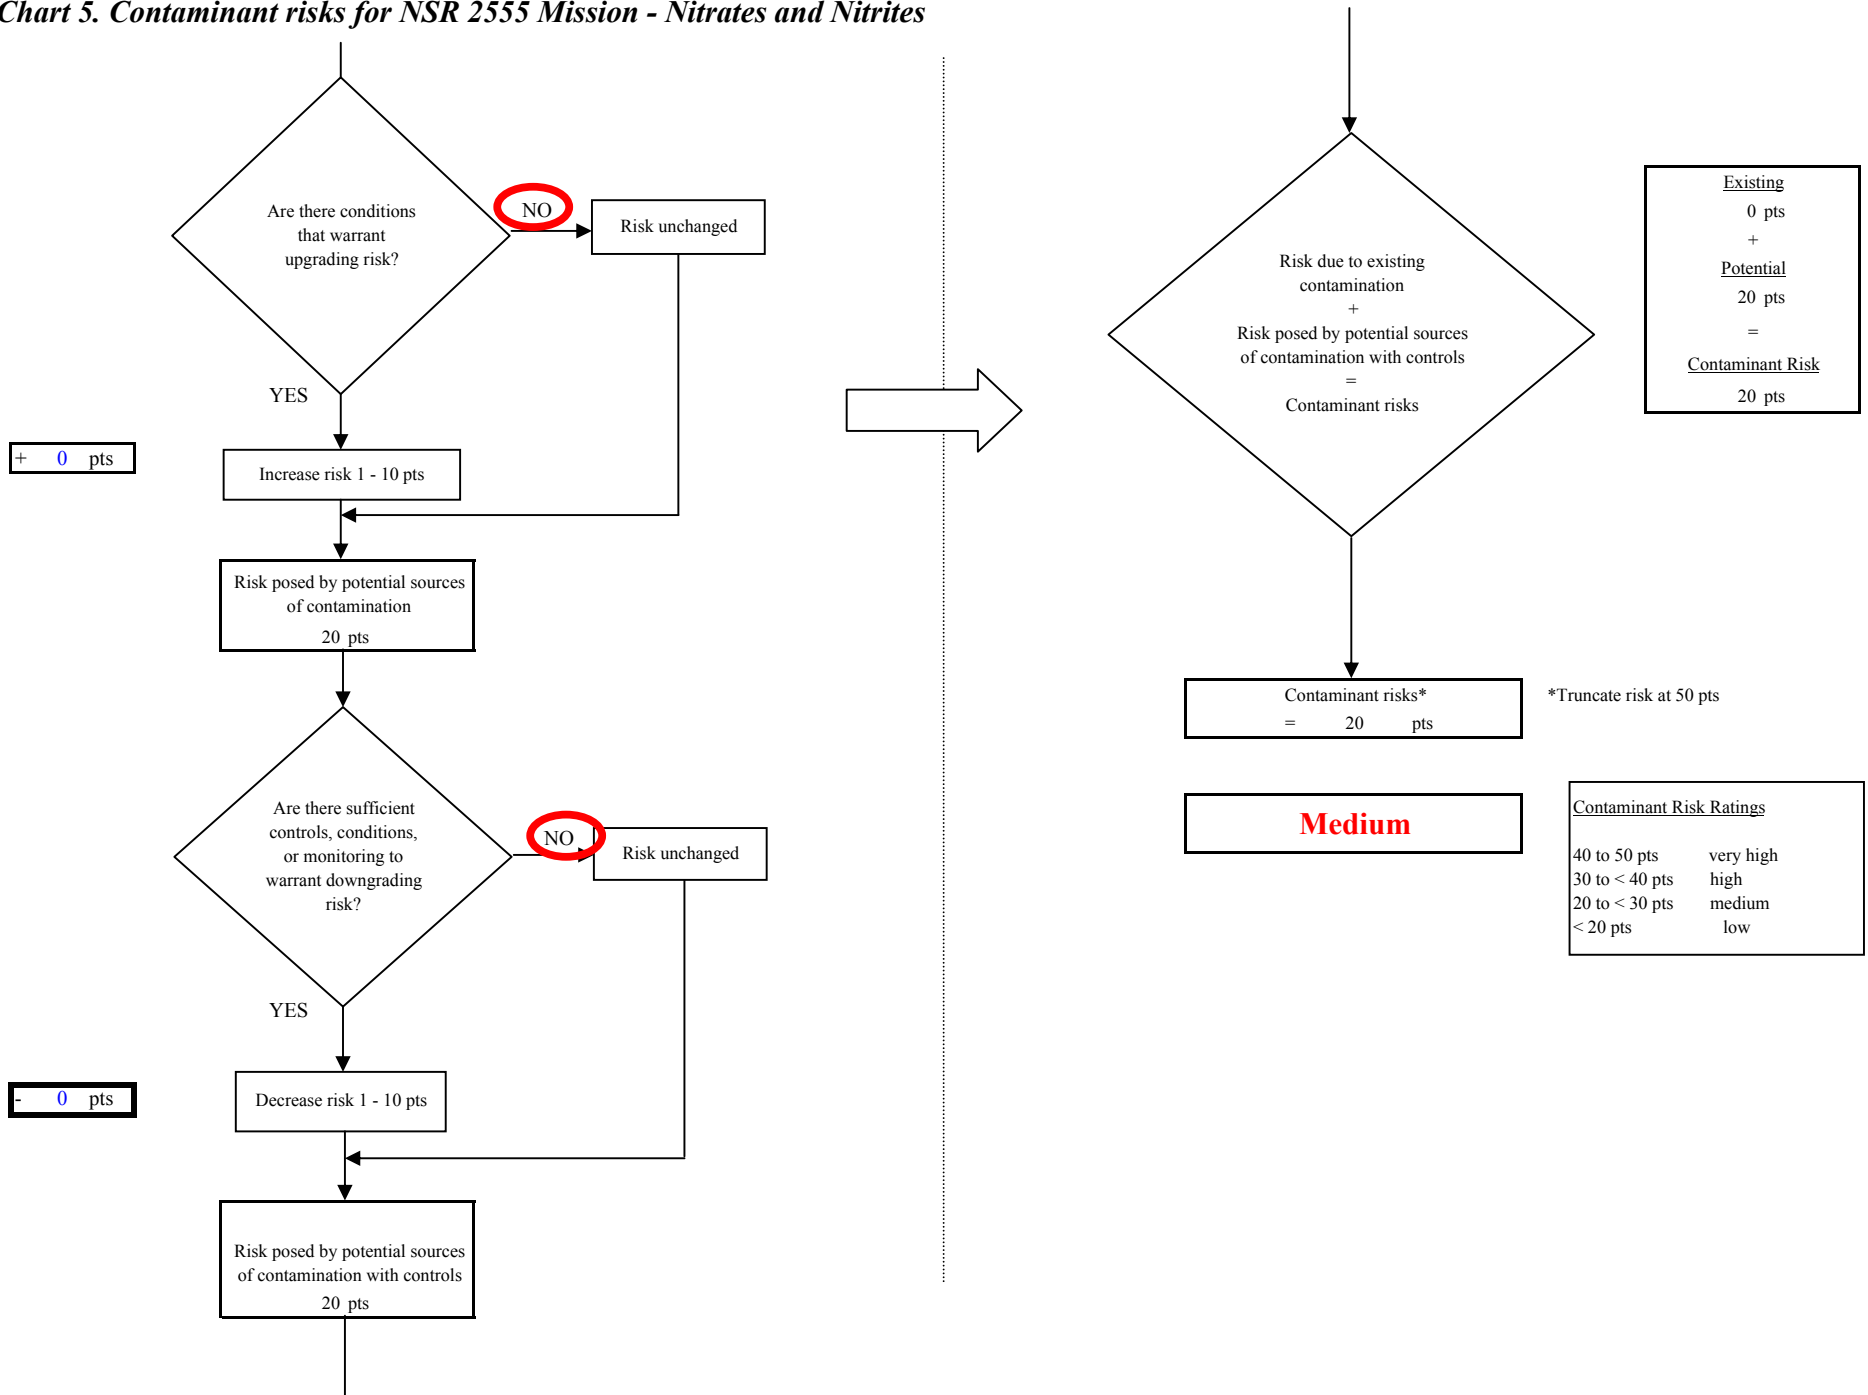 Chart 5. Contaminant risks for NSR 2555 Mission - Nitrates and Nitrites
Are there conditions
that warrant
upgrading risk?
NO
Risk unchanged
YES
+ 0 pts
Increase risk 1 - 10 pts
Risk posed by potential sources
of contamination
20 pts
Are there sufficient
controls, conditions,
or monitoring to
warrant downgrading
risk?
NO
Risk unchanged
YES
- 0 pts
Decrease risk 1 - 10 pts
Risk posed by potential sources
of contamination with controls
20 pts
Risk due to existing
contamination
+
Risk posed by potential sources
of contamination with controls
=
Contaminant risks
Existing
0 pts
+
Potential
20 pts
=
Contaminant Risk
20 pts
Contaminant risks*
= 20 pts
*Truncate risk at 50 pts
Medium
Contaminant Risk Ratings
40 to 50 pts very high
30 to < 40 pts high
20 to < 30 pts medium
< 20 pts low